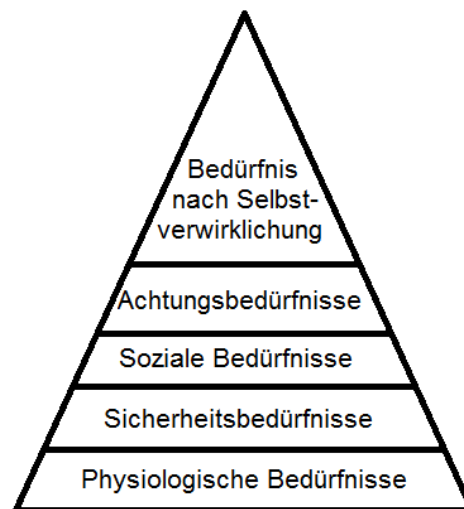 Bedürfnis
nach Selbst-
verwirklichung
Achtungsbedürfnisse
Soziale Bedürfnisse
Sicherheitsbedürfnisse
Physiologische Bedürfnisse